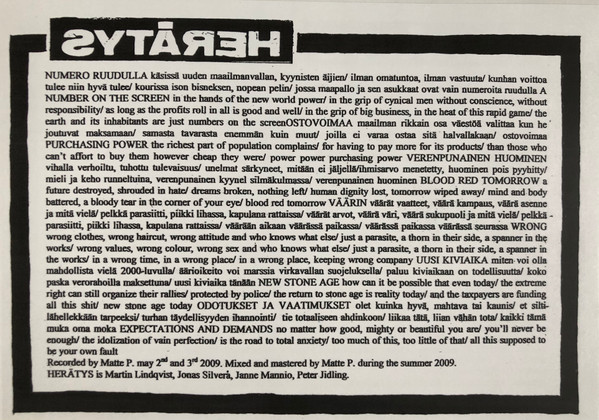 HERÄTYS
NUMERO RUUDULLA käsissä uuden maailmanvallan, kyynisten äijien/ ilman omatuntoa, ilman vastuuta/ kunhan voittoa
tulee niin hyvä tulee/ kourissa ison bisneksen, nopean pelin/ jossa maapallo ja sen asukkaat ovat vain numeroita ruudulla A
NUMBER ON THE SCREEN in the hands of the new world power/ in the grip of cynical men without conscience, without
responsibility/ as long as the profits roll in all is good and well/ in the grip of big business, in the heat of this rapid game/ the
earth and its inhabitants are just numbers on the screenOSTOVOIMAA maailman rikkain osa väestöä valittaa kun he
joutuvat maksamaan/ samasta tavarasta enemmän kuin muut/ joilla ei varaa ostaa sitä halvallakaan/ ostovoimaa
PURCHASING POWER the richest part of population complains/ for having to pay more for its products/ than those who
can't afford to buy them however cheap they were/ power power purchasing power VERENPUNAINEN HUOMINEN
vihalla verhoiltu, tuhottu tulevaisuus/ unelmat särkyneet, mitään ei jäljellä/ihmisarvo menetetty, huominen pois pyyhitty/
mieli ja keho runneltuina, verenpunainen kyynel silmäkulmassa/ verenpunainen huominen BLOOD RED TOMORROW a
future destroyed, shrouded in hate/ dreams broken, nothing left/ human dignity lost, tomorrow wiped away/ mind and body
battered, a bloody tear in the corner of your eye/ blood red tomorrow VÄÄRIN väärät vaatteet, väärä kampaus, väärä asenne
ja mitä vielä/ pelkkä parasiitti, piikki lihassa, kapulana rattaissa/ väärät arvot, väärä väri, väärä sukupuoli ja mitä vielä/ pelkkä -
parasiitti, piikki lihassa, kapulana rattaissa/ väärään aikaan väärässä paikassa/ väärässä paikassa väärässä seurassa WRONG
wrong clothes, wrong haircut, wrong attitude and who knows what else/ just a parasite, a thorn in their side, a spanner in the
works/ wrong values, wrong colour, wrong sex and who knows what else/ just a parasite, a thorn in their side, a spanner in
the works/ in a wrong time, in a wrong place/ in a wrong place, keeping wrong company UUSI KIVIAIKA miten voi olla
mahdollista vielä 2000-luvulla/ äärioikeito voi marssia virkavallan suojeluksella/ paluu kiviaikaan on todellisuutta/ koko
paska verorahoilla maksettuna/ uusi kiviaika tänään NEW STONE AGE how can it be possible that even today/ the extreme
right can still organize their rallies/ protected by police/ the return to stone age is reality today/ and the taxpayers are funding
all this shit/ new stone age today ODOTUKSET JA VAATIMUKSET olet kuinka hyvä, mahtava tai kaunis/ et silti-
lähellekkään tarpeeksi/ turhan täydellisyyden ihannointi/ tie totaaliseen ahdinkoon/ liikaa tätä, liian vähän tota/ kaikki tämä
muka oma moka EXPECTATIONS AND DEMANDS no matter how good, mighty or beautiful you are/ you'll never be
enough/ the idolization of vain perfection/ is the road to total anxiety/ too much of this, too little of that/ all this supposed to
be your own fault
Recorded by Matte P. may 2nd and 3rd 2009. Mixed and mastered by Matte P. during the summer 2009.
HERÄTYS is Martin Lindqvist, Jonas Silverå, Janne Mannio, Peter Jidling.